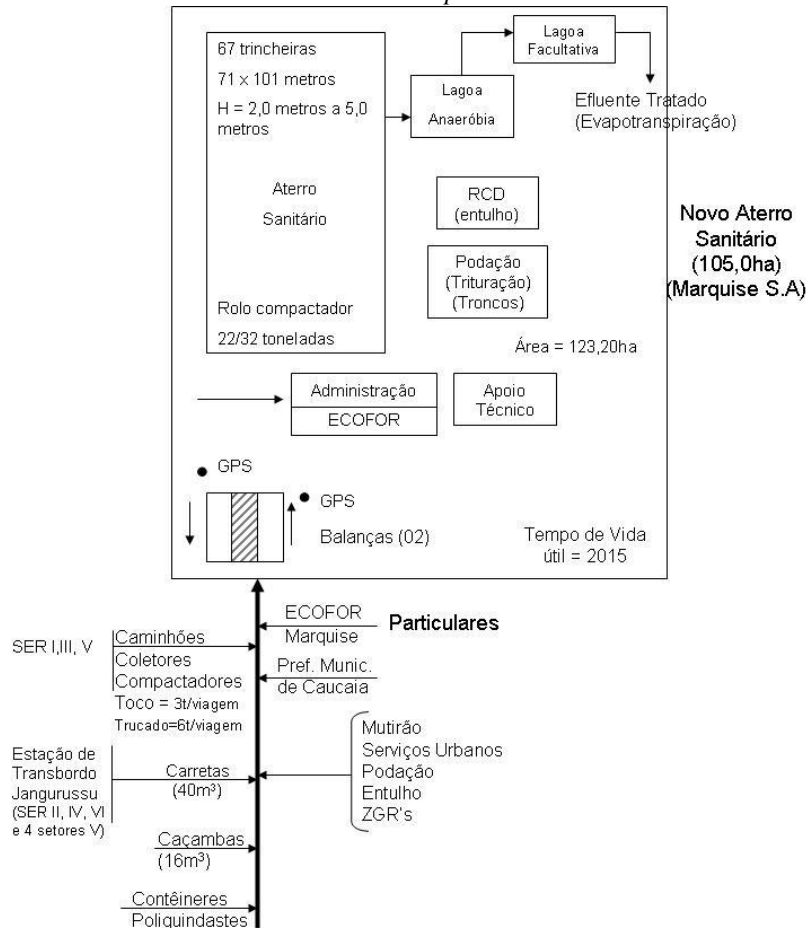 67 trincheiras
71 x 101 metros
H = 2,0 metros a 5,0
metros
Aterro
Sanitário
Rolo compactador
22/32 toneladas
Lagoa
Anaeróbia
Lagoa
Facultativa
Efluente Tratado
(Evapotranspiração)
RCD
(entulho)
Podação
(Trituração)
(Troncos)
Novo Aterro
Sanitário
(105,0ha)
(Marquise S.A)
Área = 123,20ha
Administração
ECOFOR
Apoio
Técnico
GPS
GPS
Balanças (02)
Tempo de Vida
útil = 2015
ECOFOR
Marquise
Particulares
SER I,III, V
Caminhões
Coletores
Compactadores
Toco = 3t/viagem
Trucado=6t/viagem
Pref. Munic.
de Caucaia
Estação de
Transbordo
Jangurussu
(SER II, IV, VI
e 4 setores V)
Carretas
(40m³)
Mutirão
Serviços Urbanos
Podação
Entulho
ZGR's
Caçambas
(16m³)
Contêineres
Poliguindastes